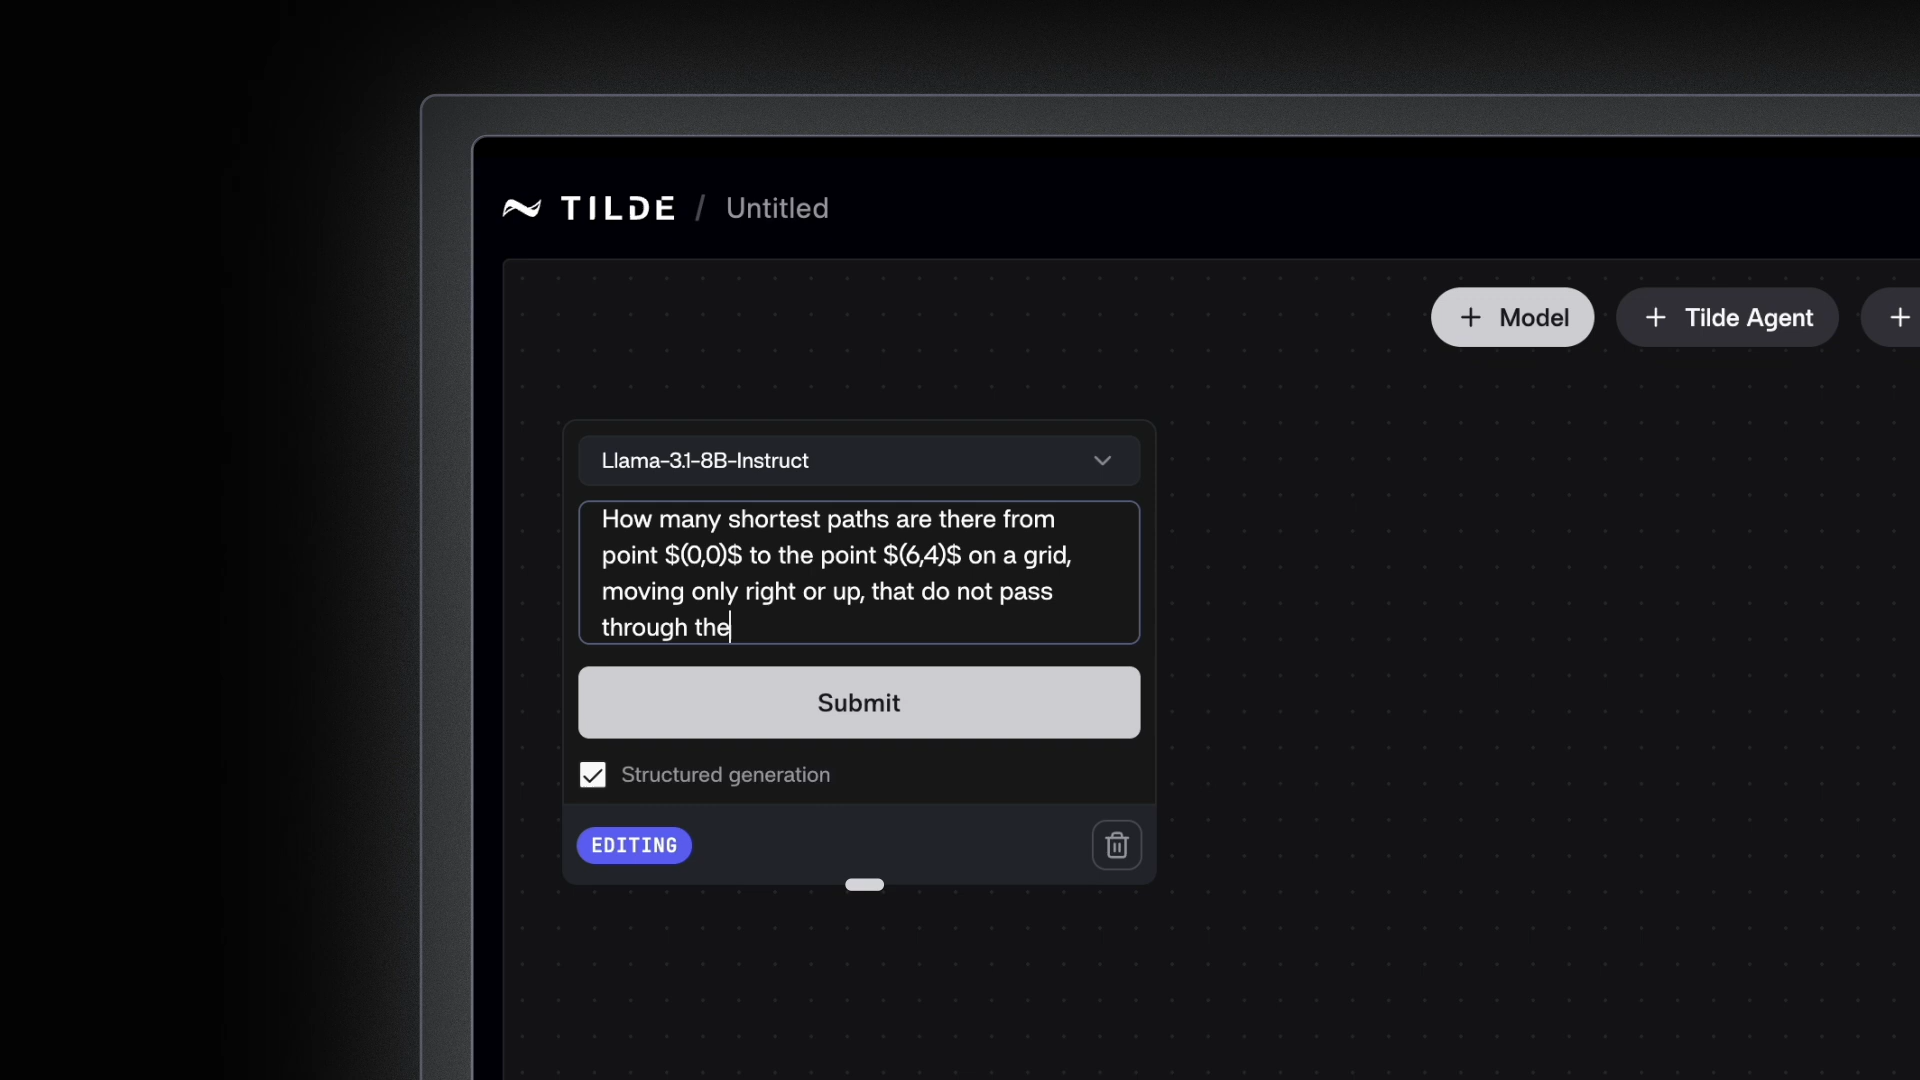 TILDE / Untitled
+ Model
+ Tilde Agent
+
Llama-3.1-8B-Instruct
How many shortest paths are there from
point $(0,0)$ to the point $(6,4)$ on a grid,
moving only right or up, that do not pass
through the
Submit
Structured generation
EDITING